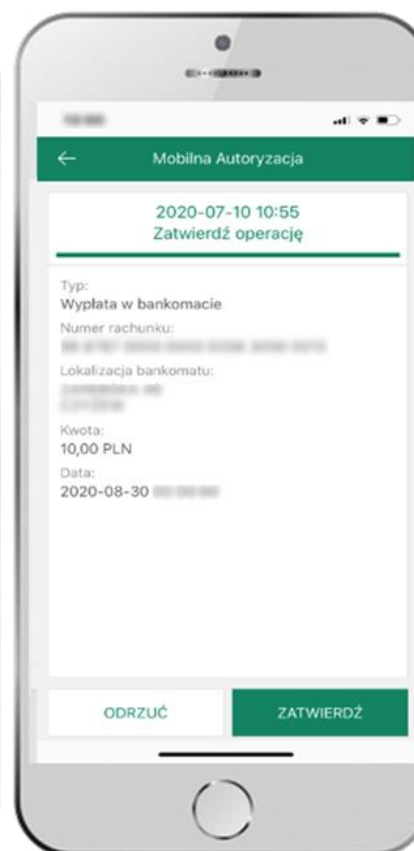 Mobilna Autoryzacja
2020-07-10 10:55
Zatwierdź operację
Typ:
Wypłata w bankomacie
Numer rachunku:
Lokalizacja bankomatu:
Kwota:
10,00 PLN
Data:
2020-08-30
ODRZUĆ
ZATWIERDŹ